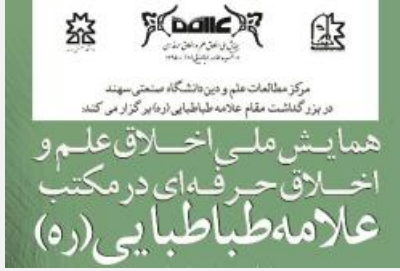 مرکز مطالعات علم و دین دانشگاه صنعتی سهند
در بزرگداشت مقام علامه طباطبایی(ره) برگزار می کند:
همایش ملی اخلاق علم و
اخلاق حرفه‌ای در مکتب
علامه طباطبایی(ره)